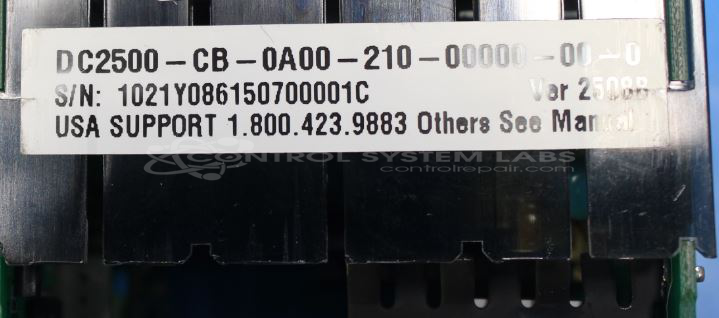 DC2500-CB-0A00-210-00000-00-0
S/N: 1021Y086150700001C Ver 2508B
USA SUPPORT 1.800.423.9883 Others See Manual
CONTROL SYSTEM LABS
controlrepair.com